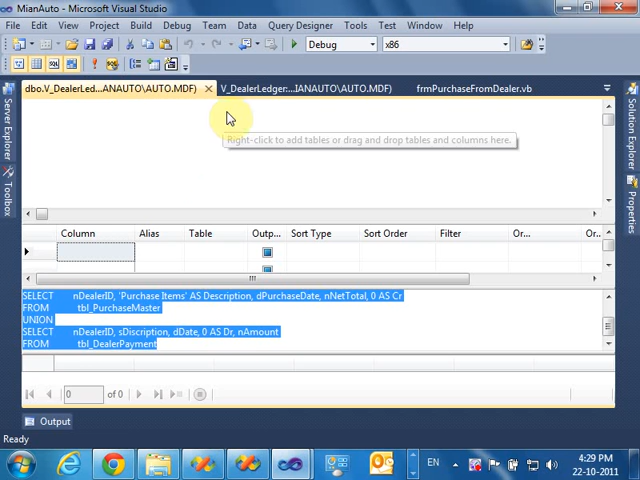 MianAuto - Microsoft Visual Studio
File Edit View Project Build Debug Team Data Query Designer Tools Test Window Help
Debug x86
dbo.V_DealerLed...ANAUTO\AUTO.MDF) V_DealerLedger:...IANAUTO\AUTO.MDF) frmPurchaseFromDealer.vb
Server Explorer
Toolbox
Solution Explorer
Properties
Right-click to add tables or drag and drop tables and columns here.
Column Alias Table Outp... Sort Type Sort Order Filter Or... Or...
SELECT nDealerID, 'Purchase Items' AS Description, dPurchaseDate, nNetTotal, 0 AS Cr
FROM tbl_PurchaseMaster
UNION
SELECT nDealerID, sDiscription, dDate, 0 AS Dr, nAmount
FROM tbl_DealerPayment
0 of 0
Output
Ready
EN 4:29 PM
22-10-2011